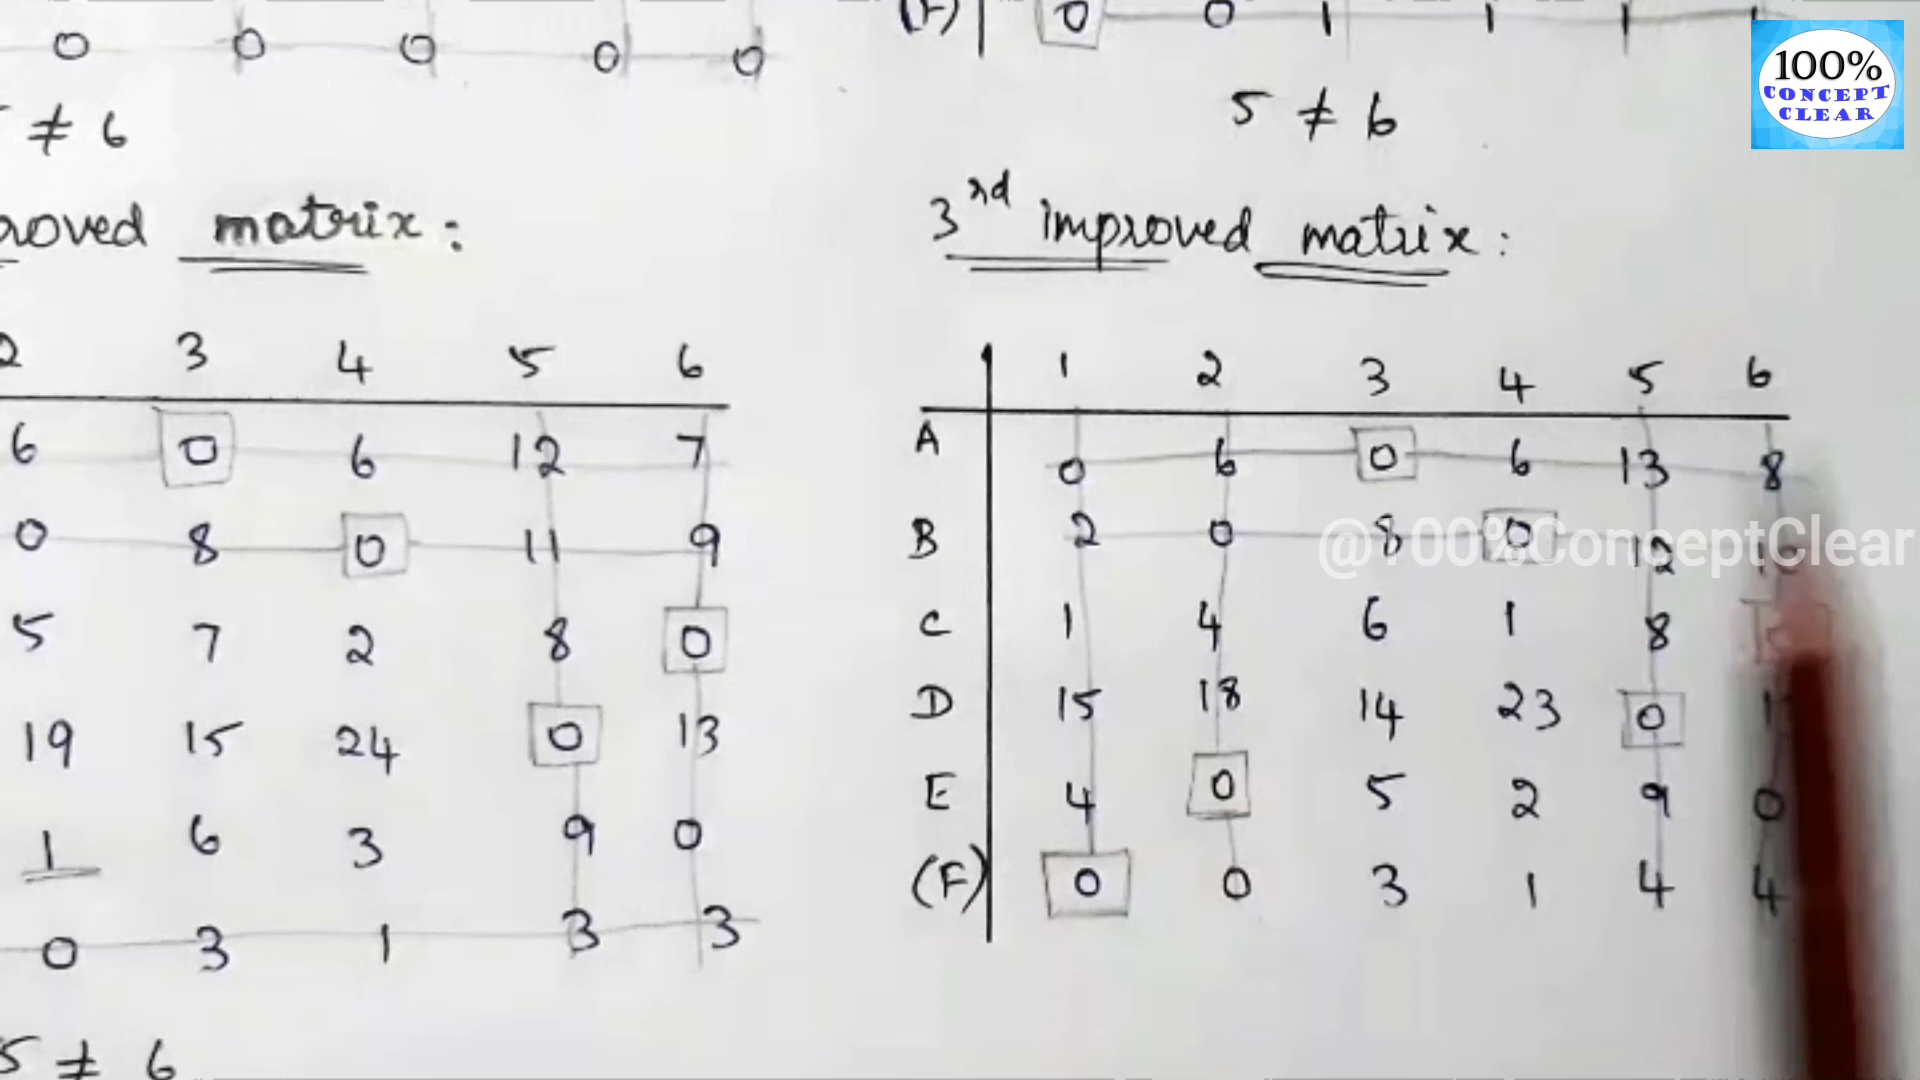 0 0 0 0 0
≠ 6
roved matrix:
2 3 4 5 6
6 0 6 12 7
0 8 0 11 9
5 7 2 8 0
19 15 24 0 13
1 6 3 9 0
0 3 1 3 3
5 ≠ 6
(F) 0 0 1 1 1 1
5 ≠ 6
3rd improved matrix:
1 2 3 4 5 6
A 0 6 0 6 13 8
B 2 0 8 0 12
C 1 4 6 1 8
D 15 18 14 23 0
E 4 0 5 2 9 0
(F) 0 0 3 1 4 4
100%
CONCEPT
CLEAR
@100%ConceptClear